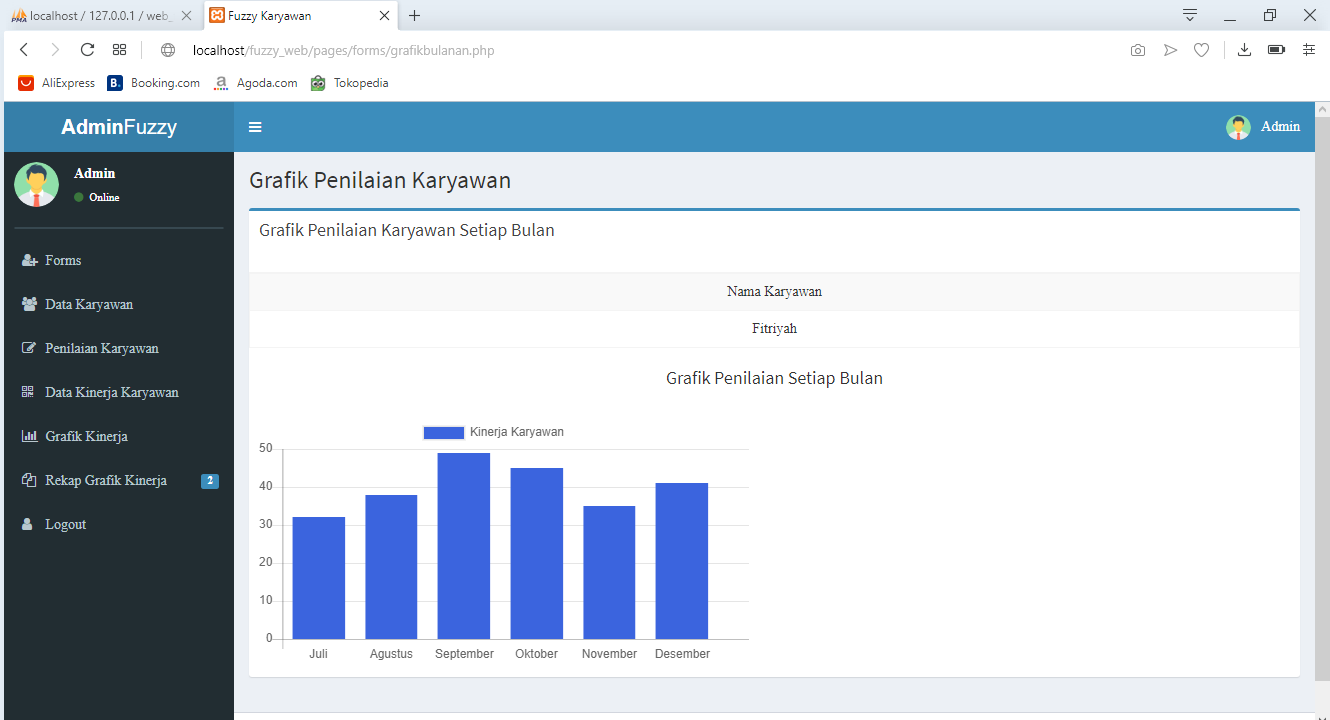 localhost / 127.0.0.1 / web_
Fuzzy Karyawan
localhost/fuzzy_web/pages/forms/grafikbulanan.php
AliExpress
B. Booking.com
a Agoda.com
Tokopedia
AdminFuzzy
Admin
Admin
Online
Forms
Data Karyawan
Penilaian Karyawan
Data Kinerja Karyawan
Grafik Kinerja
Rekap Grafik Kinerja 2
Logout
Grafik Penilaian Karyawan
Grafik Penilaian Karyawan Setiap Bulan
Nama Karyawan
Fitriyah
Grafik Penilaian Setiap Bulan
Kinerja Karyawan
50
40
30
20
10
0
Juli Agustus September Oktober November Desember